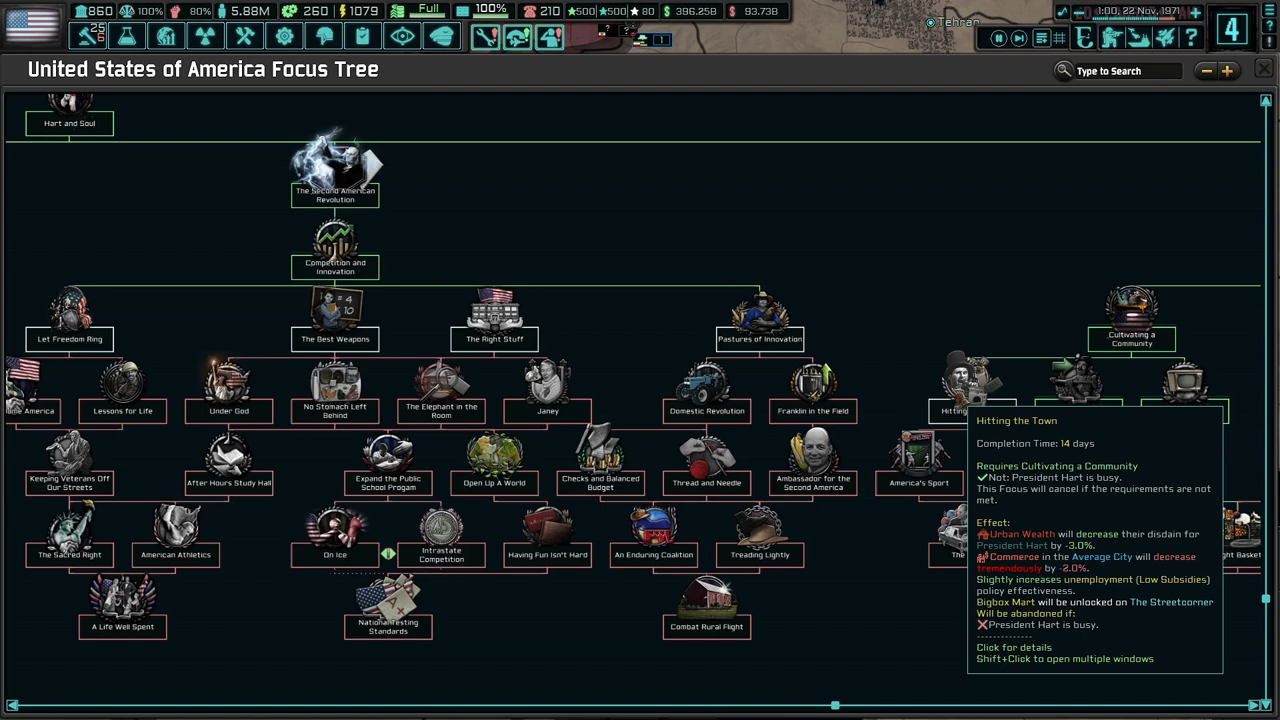 860 100% 80% 5.88M 260 1079 Full 100% 210 500 500 80 $ 396.25B $ 93.73B
Tehran
1:00, 22 Nov, 1971
4
25
1
United States of America Focus Tree
Type to Search
Hart and Soul
The Second American
Revolution
Competition and
Innovation
Let Freedom Ring
The Best Weapons
The Right Stuff
Pastures of Innovation
Cultivating a
Community
America
Lessons for Life
Under God
No Stomach Left
Behind
The Elephant in the
Room
Janey
Domestic Revolution
Franklin in the Field
Hitting
Keeping Veterans Off
Our Streets
After Hours Study Hall
Expand the Public
School Progam
Open Up A World
Checks and Balanced
Budget
Thread and Needle
Ambassador for the
Second America
America's Sport
The Sacred Right
American Athletics
On Ice
Intrastate
Competition
Having Fun Isn't Hard
An Enduring Coalition
Treading Lightly
The
Basket
A Life Well Spent
National Testing
Standards
Combat Rural Flight
Hitting the Town
Completion Time: 14 days
Requires Cultivating a Community
Not: President Hart is busy.
This Focus will cancel if the requirements are not
met.
Effect:
Urban Wealth will decrease their disdain for
President Hart by -3.0%.
Commerce in the Average City will decrease
tremendously by -2.0%.
Slightly increases unemployment (Low Subsidies)
policy effectiveness.
Bigbox Mart will be unlocked on The Streetcorner
Will be abandoned if:
President Hart is busy.
--------------
Click for details
Shift+Click to open multiple windows